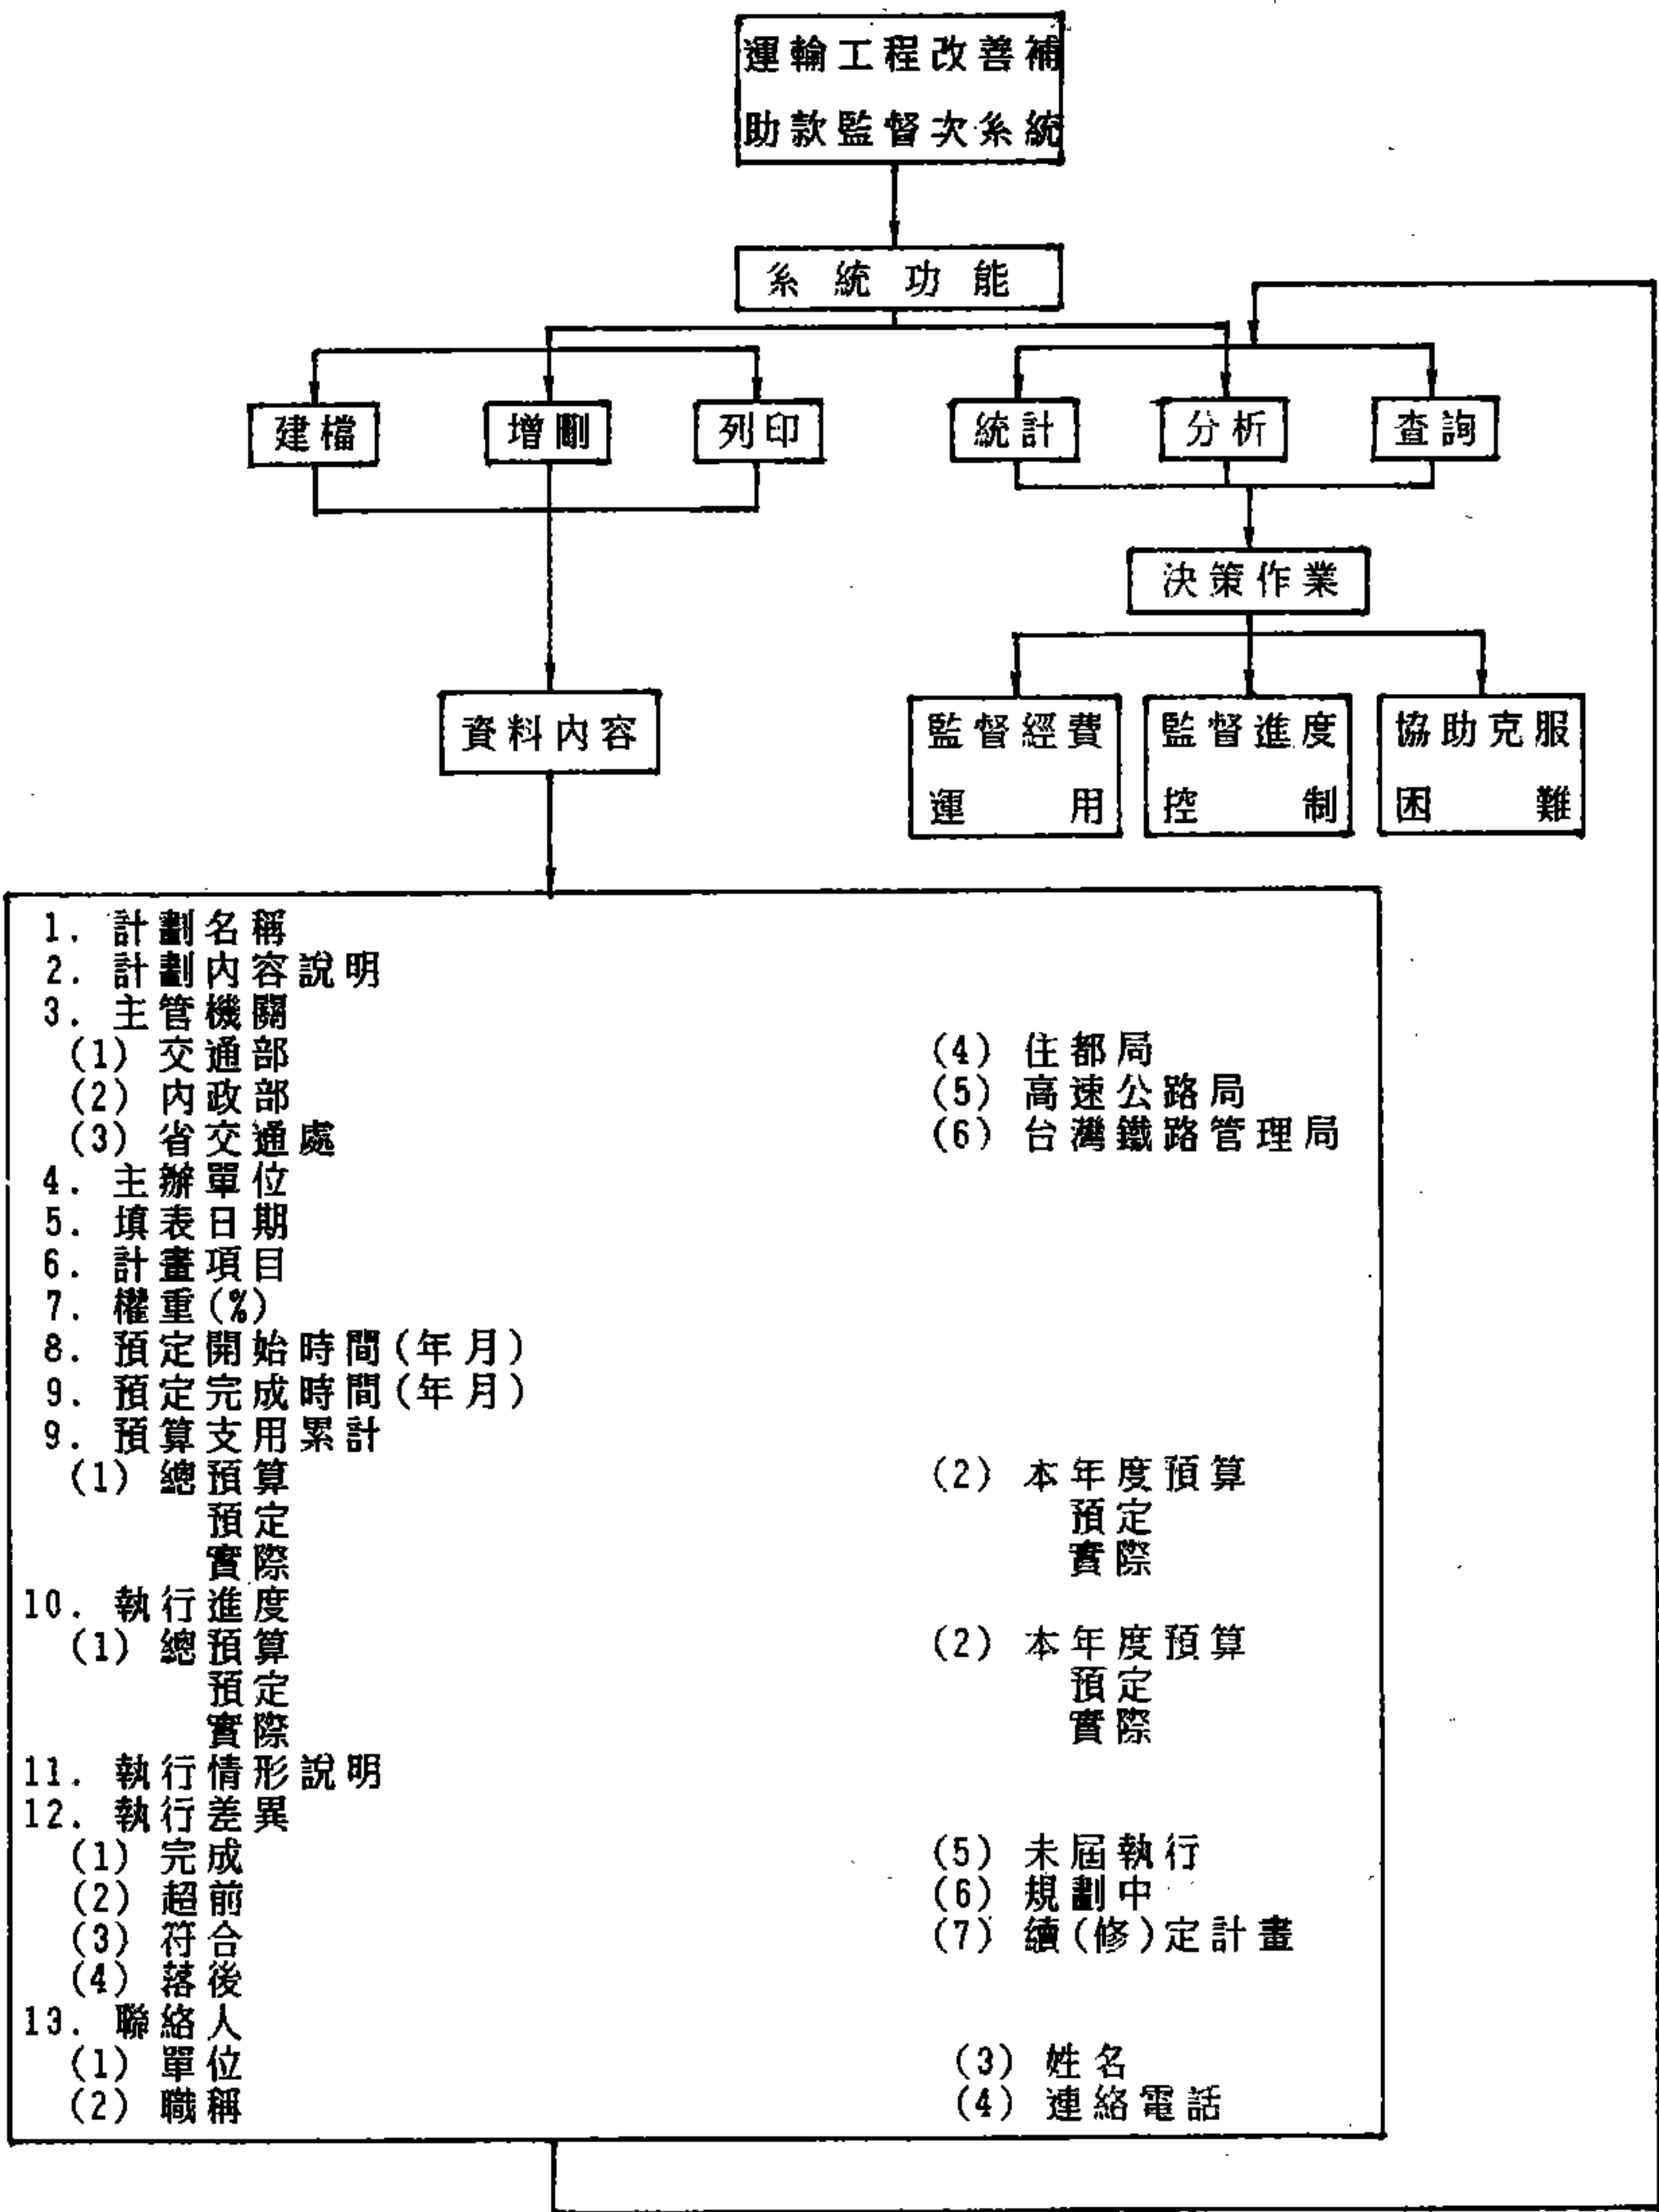 運輸工程改善補
助款監督次系統
系統功能
建檔
增刪
列印
統計
分析
查詢
決策作業
資料內容
監督經費
運用
監督進度
控制
協助克服
困難
1. 計劃名稱
2. 計劃內容說明
3. 主管機關
(1) 交通部
(4) 住都局
(2) 內政部
(5) 高速公路局
(3) 省交通處
(6) 台灣鐵路管理局
4. 主辦單位
5. 填表日期
6. 計畫項目
7. 權重(%)
8. 預定開始時間(年月)
9. 預定完成時間(年月)
9. 預算支用累計
(1) 總預算
(2) 本年度預算
預定
預定
實際
實際
10. 執行進度
(1) 總預算
(2) 本年度預算
預定
預定
實際
實際
11. 執行情形說明
12. 執行差異
(1) 完成
(5) 未屆執行
(2) 超前
(6) 規劃中
(3) 符合
(7) 續(修)定計畫
(4) 落後
13. 聯絡人
(1) 單位
(3) 姓名
(2) 職稱
(4) 連絡電話